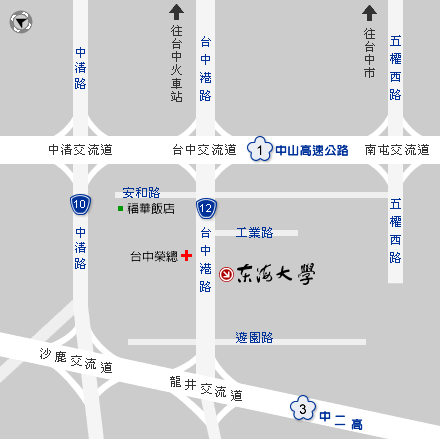 往台中火車站
往台中市
中清路
台中港路
五權西路
中清交流道
台中交流道
1
中山高速公路
南屯交流道
安和路
10
福華飯店
12
五權西路
中清路
台中港路
工業路
台中榮總
東海大學
遊園路
沙鹿交流道
龍井交流道
3
中二高